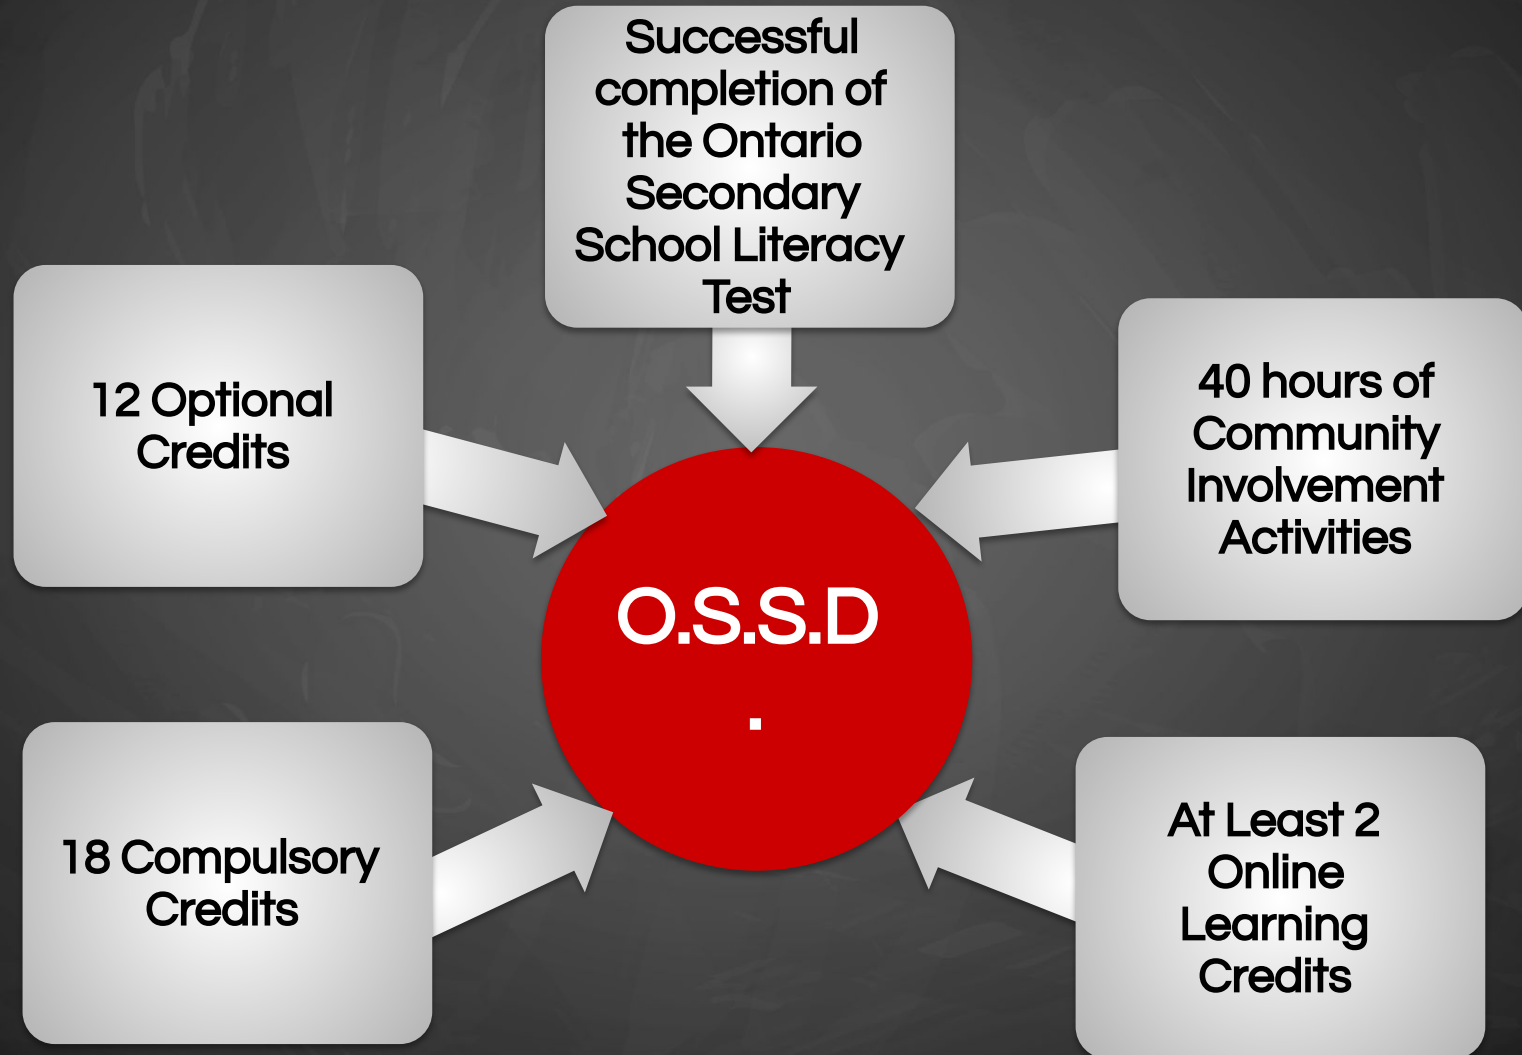 Successful
completion of
the Ontario
Secondary
School Literacy
Test
12 Optional
Credits
40 hours of
Community
Involvement
Activities
O.S.S.D
.
18 Compulsory
Credits
At Least 2
Online
Learning
Credits